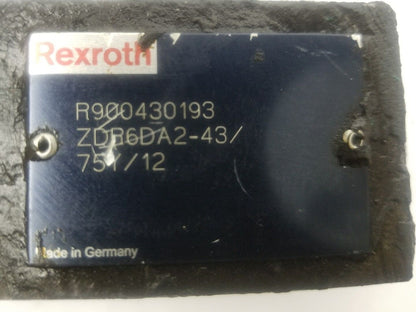 Rexroth
R900430193
ZDR6DA2-43/
75Y/12
Made in Germany